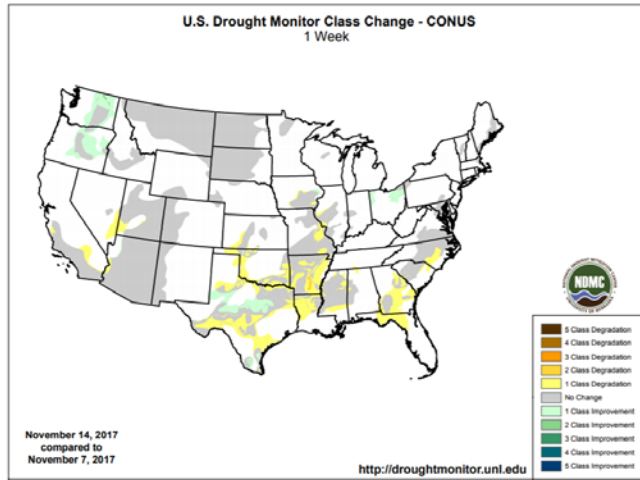 U.S. Drought Monitor Class Change - CONUS
1 Week
NDMC
5 Class Degradation
4 Class Degradation
3 Class Degradation
2 Class Degradation
1 Class Degradation
No Change
1 Class Improvement
2 Class Improvement
3 Class Improvement
4 Class Improvement
5 Class Improvement
November 14, 2017
compared to
November 7, 2017
http://droughtmonitor.unl.edu